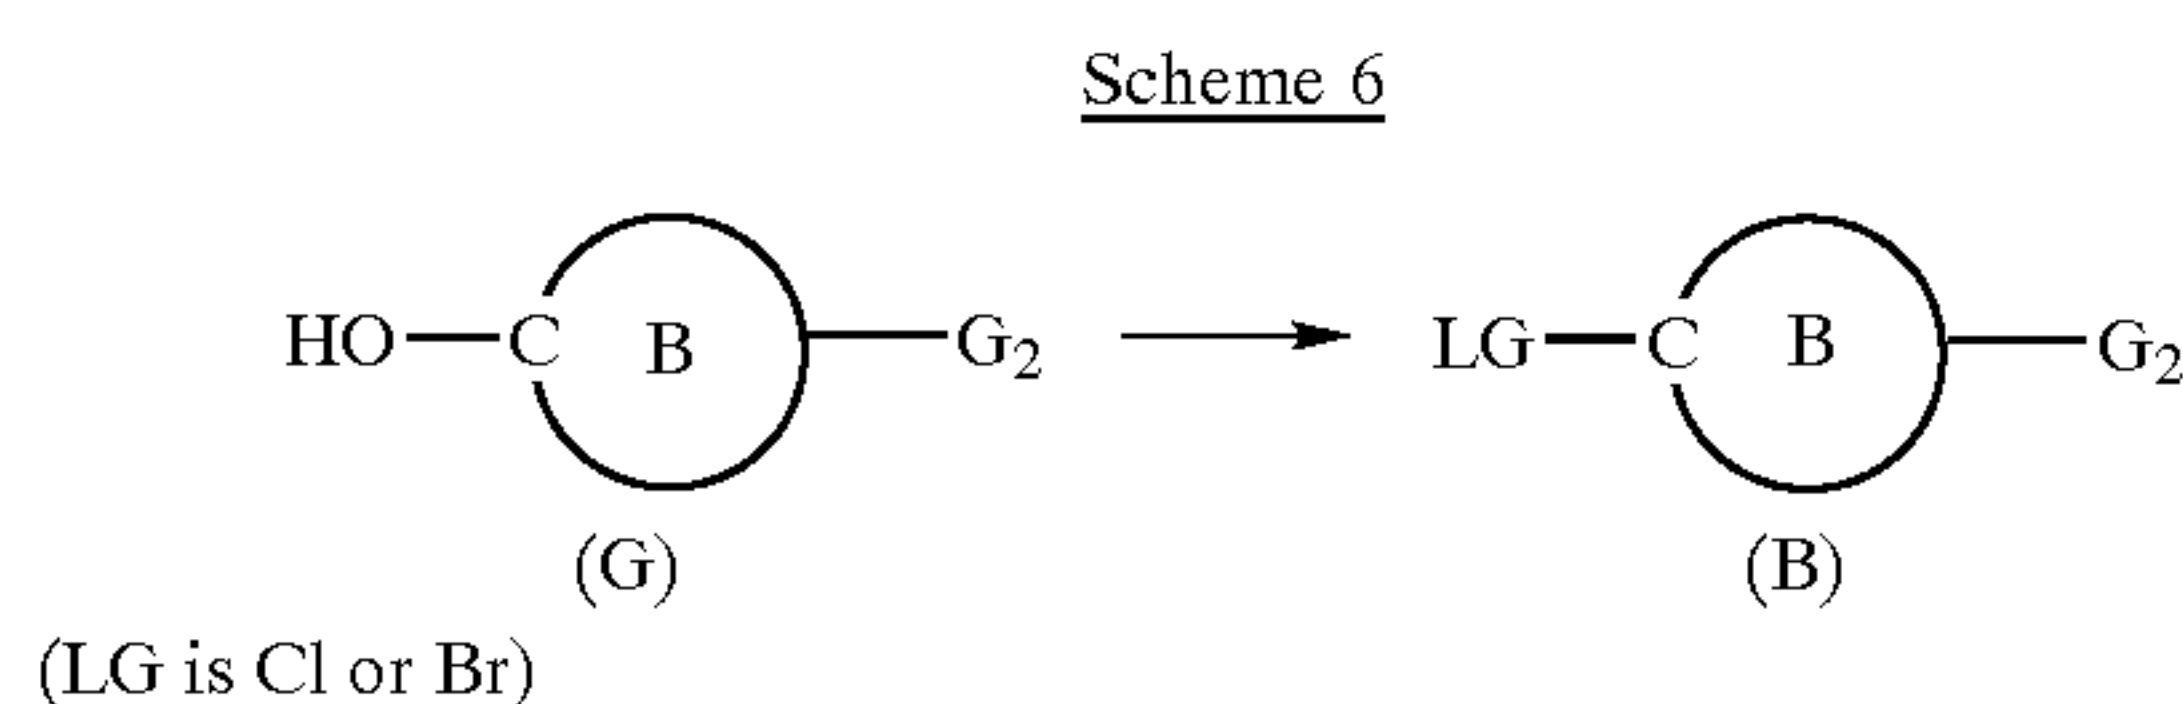 Scheme 6
HO—C B —G₂ ⟶ LG—C B —G₂
(G) (B)
(LG is Cl or Br)